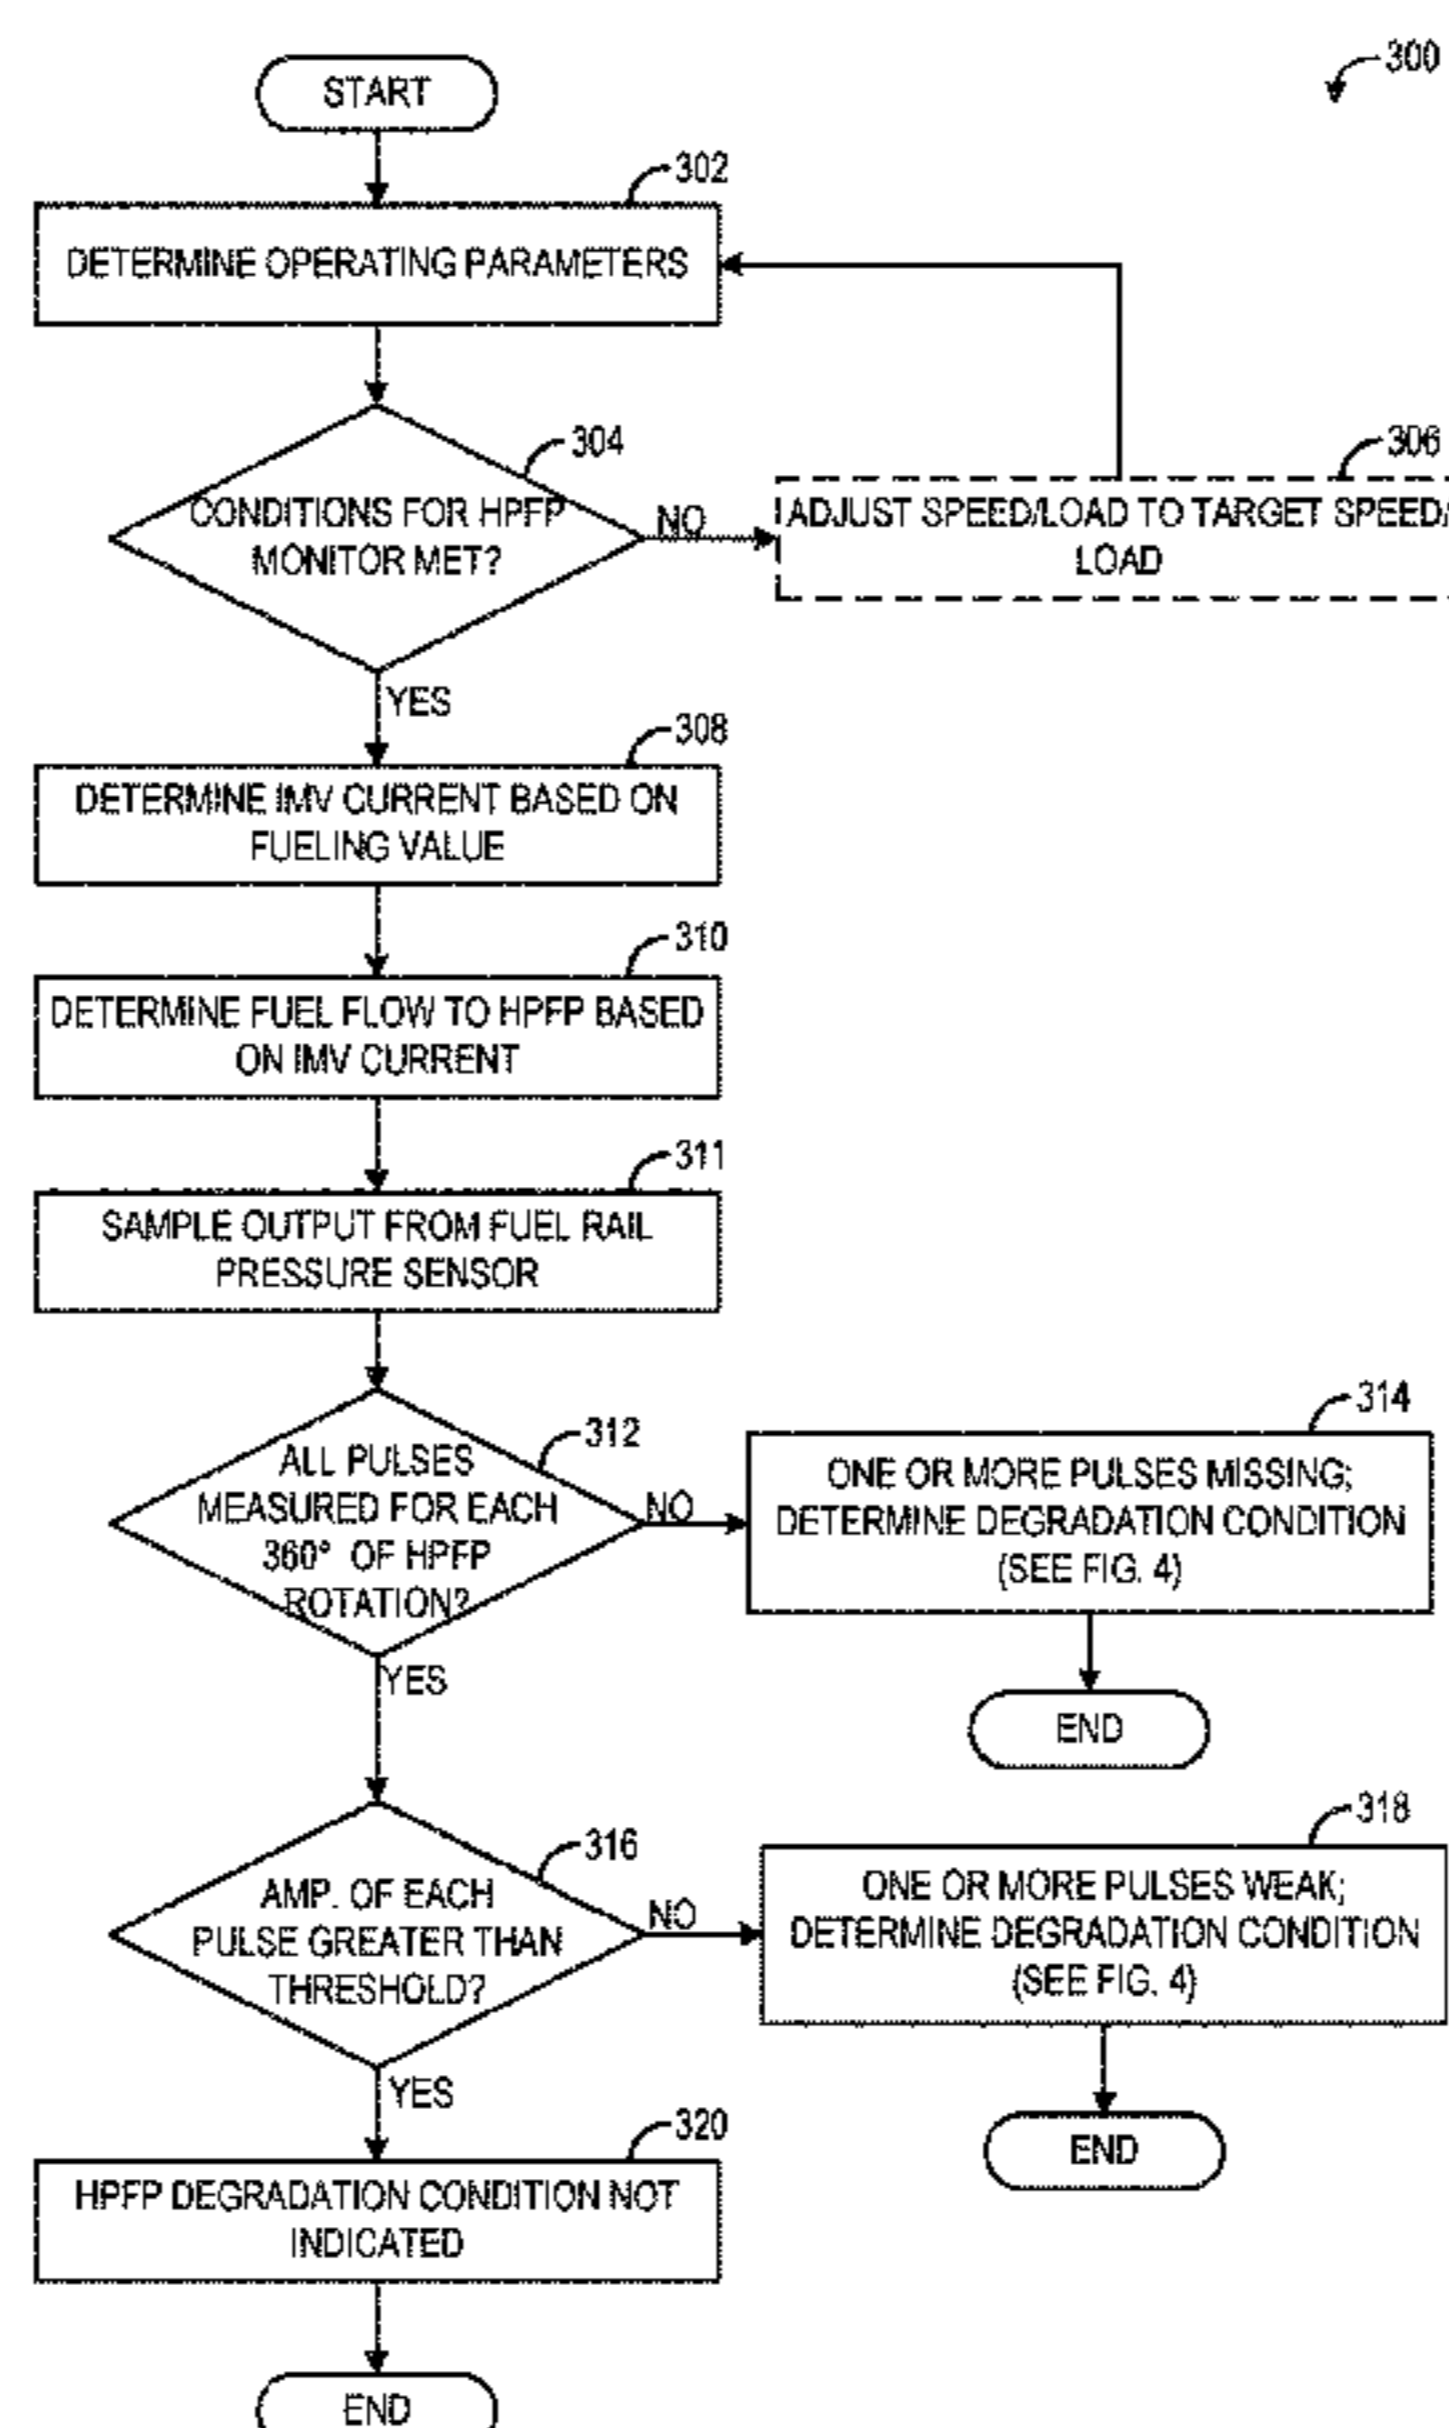 START
300
302
DETERMINE OPERATING PARAMETERS
304
CONDITIONS FOR HPFP
MONITOR MET?
NO
306
ADJUST SPEED/LOAD TO TARGET SPEED/
LOAD
YES
308
DETERMINE IMV CURRENT BASED ON
FUELING VALUE
310
DETERMINE FUEL FLOW TO HPFP BASED
ON IMV CURRENT
311
SAMPLE OUTPUT FROM FUEL RAIL
PRESSURE SENSOR
312
ALL PULSES
MEASURED FOR EACH
360° OF HPFP
ROTATION?
NO
314
ONE OR MORE PULSES MISSING;
DETERMINE DEGRADATION CONDITION
(SEE FIG. 4)
YES
END
316
AMP. OF EACH
PULSE GREATER THAN
THRESHOLD?
NO
318
ONE OR MORE PULSES WEAK;
DETERMINE DEGRADATION CONDITION
(SEE FIG. 4)
YES
END
320
HPFP DEGRADATION CONDITION NOT
INDICATED
END